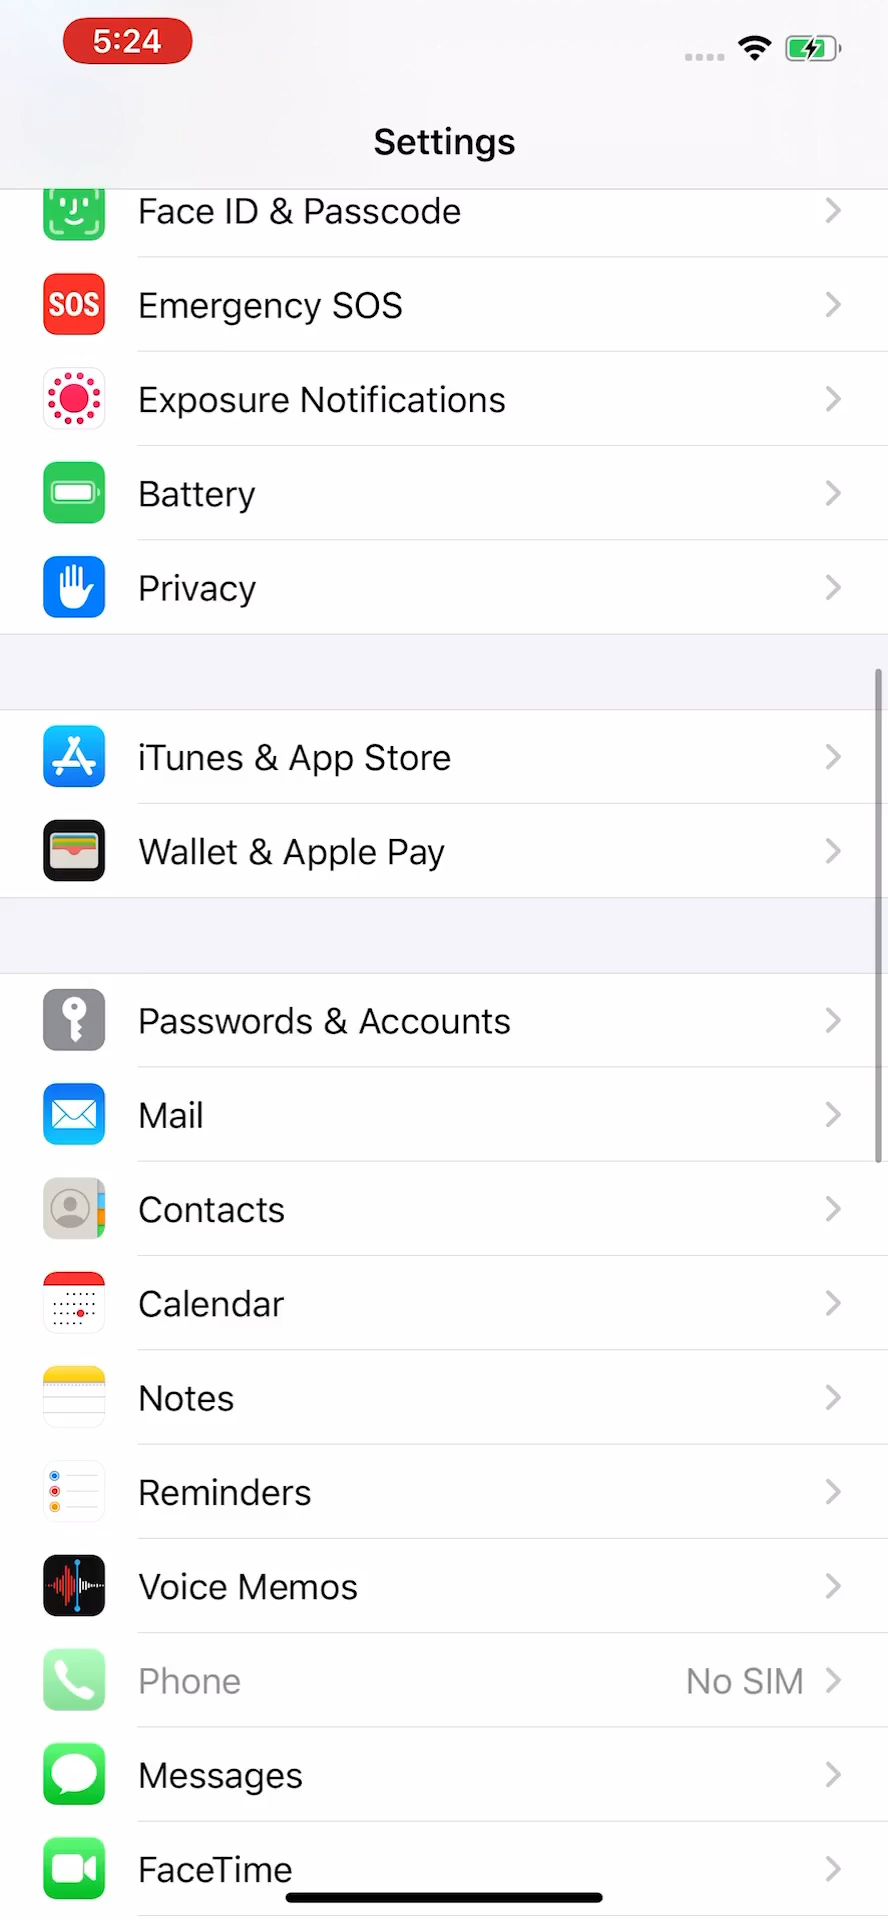 5:24
Settings
Face ID & Passcode
SOS Emergency SOS
Exposure Notifications
Battery
Privacy
iTunes & App Store
Wallet & Apple Pay
Passwords & Accounts
Mail
Contacts
Calendar
Notes
Reminders
Voice Memos
Phone No SIM
Messages
FaceTime